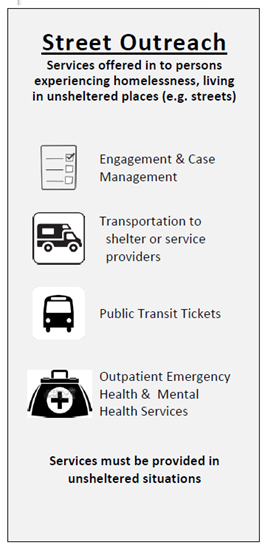 Street Outreach
Services offered in to persons
experiencing homelessness, living
in unsheltered places (e.g. streets)
Engagement & Case
Management
Transportation to
shelter or service
providers
Public Transit Tickets
Outpatient Emergency
Health & Mental
Health Services
Services must be provided in
unsheltered situations